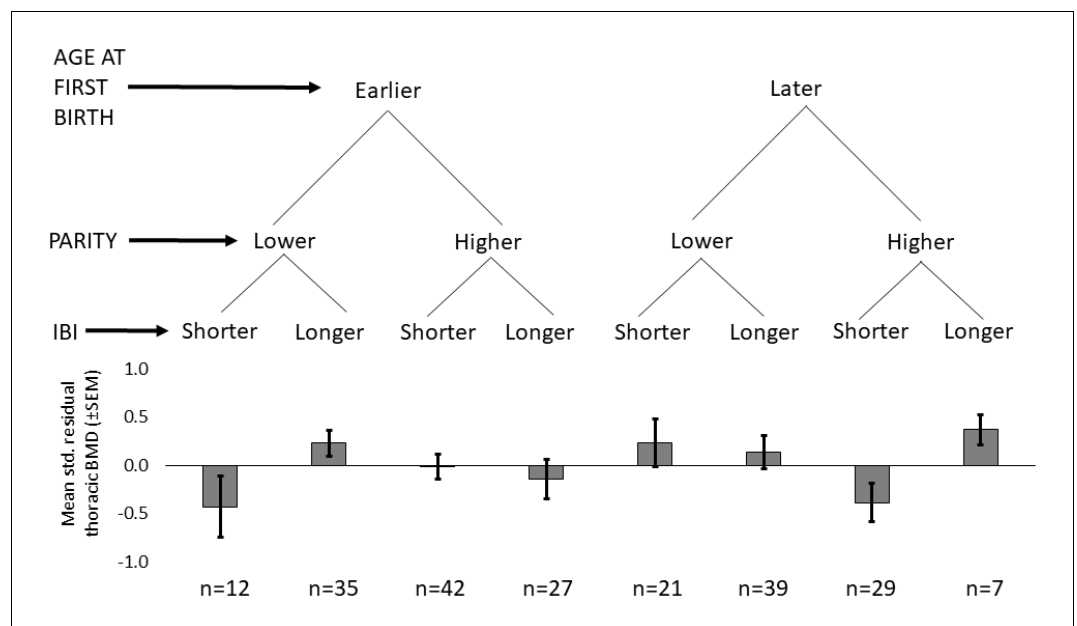 AGE AT
FIRST
BIRTH
Earlier
Later
PARITY
Lower
Higher
Lower
Higher
IBI
Shorter
Longer
Shorter
Longer
Shorter
Longer
Shorter
Longer
Mean std. residual
thoracic BMD (±SEM)
1.0
0.5
0.0
-0.5
-1.0
n=12
n=35
n=42
n=27
n=21
n=39
n=29
n=7